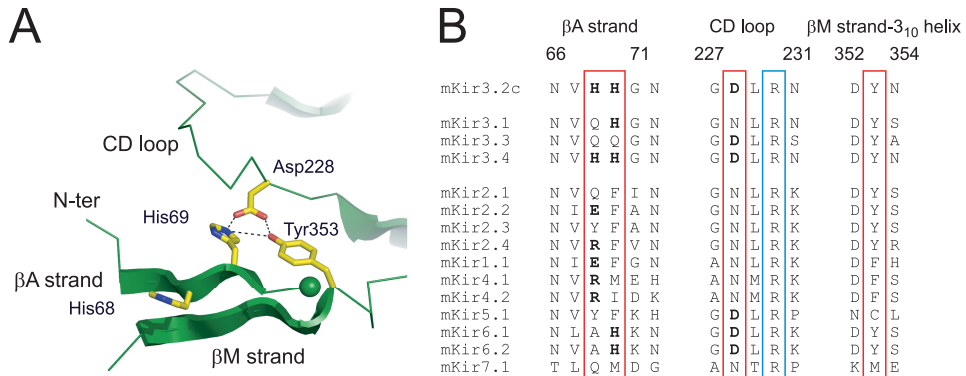 A
CD loop
Asp228
N-ter
His69
Tyr353
βA strand
His68
βM strand
B
βA strand CD loop βM strand-3₁₀ helix
66 71 227 231 352 354
mKir3.2c N V H H G N G D L R N D Y N
mKir3.1 N V Q H G N G N L R N D Y S
mKir3.3 N V Q Q G N G D L R S D Y A
mKir3.4 N V H H G N G D L R N D Y N
mKir2.1 N V Q F I N G N L R K D Y S
mKir2.2 N I E F A N G N L R K D Y S
mKir2.3 N V Y F A N G N L R K D Y S
mKir2.4 N V R F V N G N L R K D Y R
mKir1.1 N I E F G N A N L R K D F H
mKir4.1 N V R M E H A N M R K D F S
mKir4.2 N V R I D K A N M R K D F S
mKir5.1 N V Y F K H G D L R P N C L
mKir6.1 N L A H K N G D L R K D Y S
mKir6.2 N V A H K N G D L R K D Y S
mKir7.1 T L Q M D G A N T R P K M E